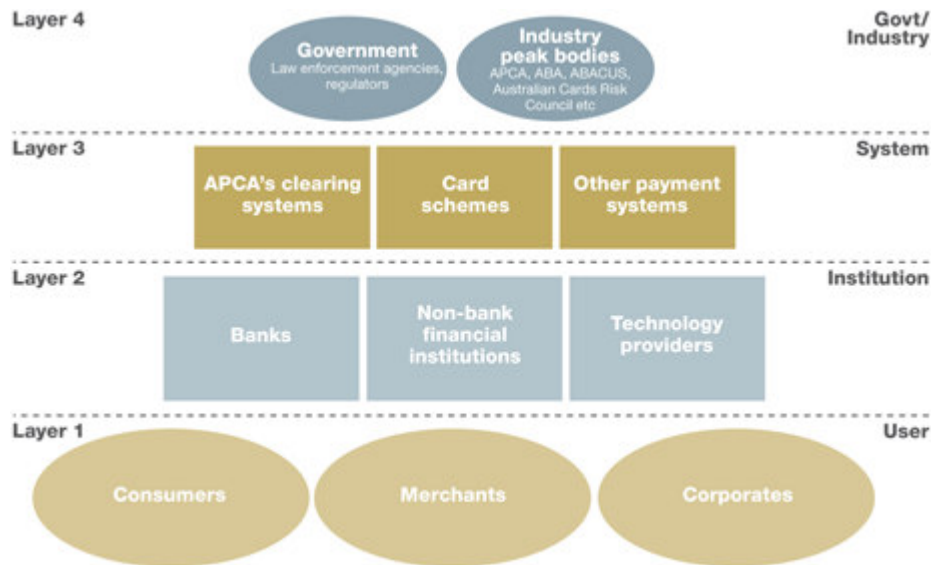 Layer 4
Government
Law enforcement agencies,
regulators
Industry
peak bodies
APCA, ABA, ABACUS,
Australian Cards Risk
Council etc
Govt/
Industry
Layer 3
System
APCA's clearing
systems
Card
schemes
Other payment
systems
Layer 2
Institution
Banks
Non-bank
financial
institutions
Technology
providers
Layer 1
User
Consumers
Merchants
Corporates